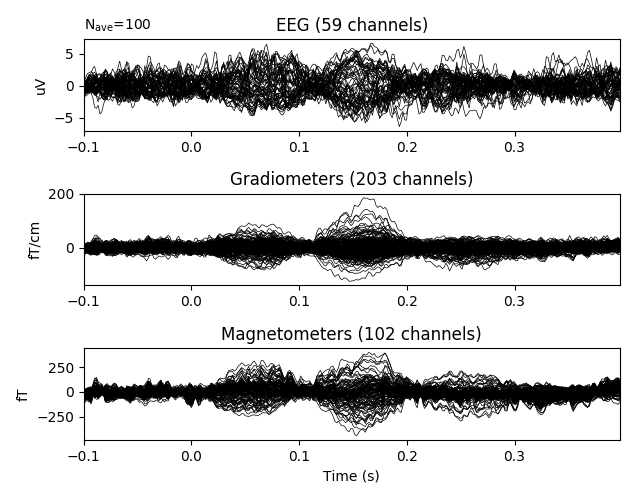 Nave=100
EEG (59 channels)
uV
5
0
−5
−0.1 0.0 0.1 0.2 0.3
Gradiometers (203 channels)
fT/cm
200
0
−0.1 0.0 0.1 0.2 0.3
Magnetometers (102 channels)
fT
250
0
−250
−0.1 0.0 0.1 0.2 0.3
Time (s)